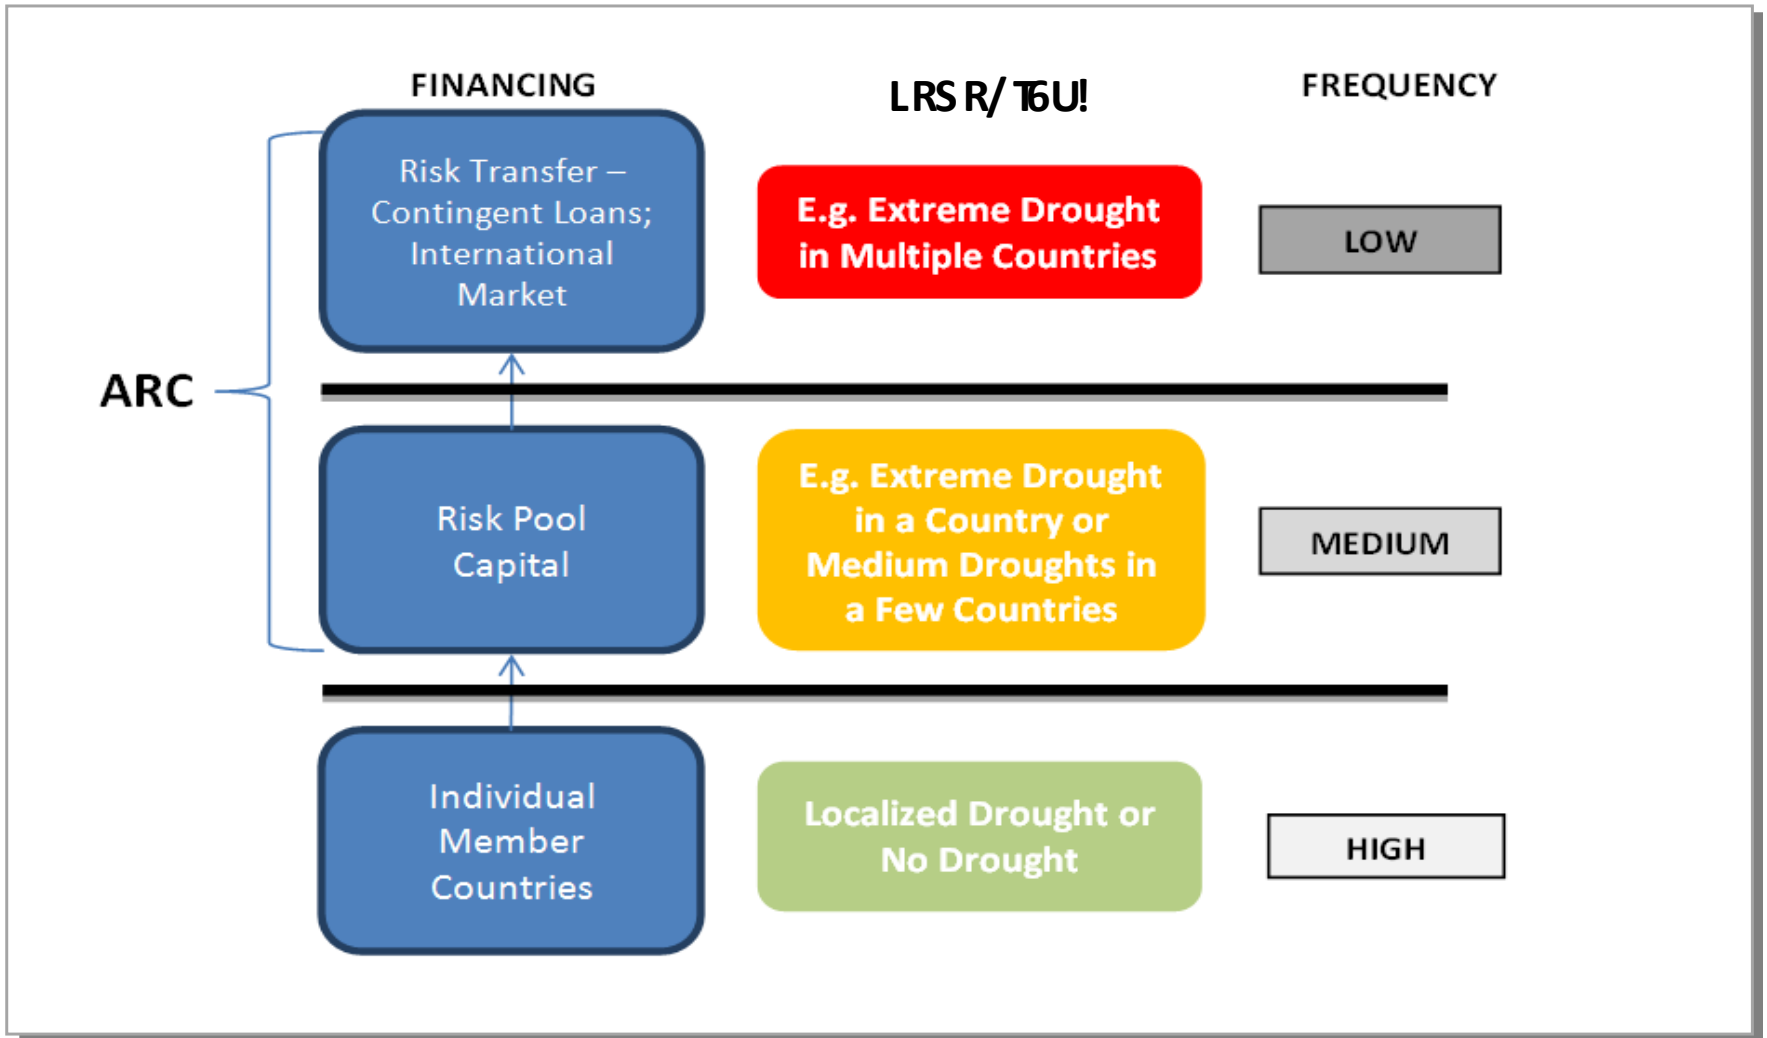 FINANCING
LRS R/ T6U!
FREQUENCY
Risk Transfer –
Contingent Loans;
International
Market
E.g. Extreme Drought
in Multiple Countries
LOW
ARC
Risk Pool
Capital
E.g. Extreme Drought
in a Country or
Medium Droughts in
a Few Countries
MEDIUM
Individual
Member
Countries
Localized Drought or
No Drought
HIGH